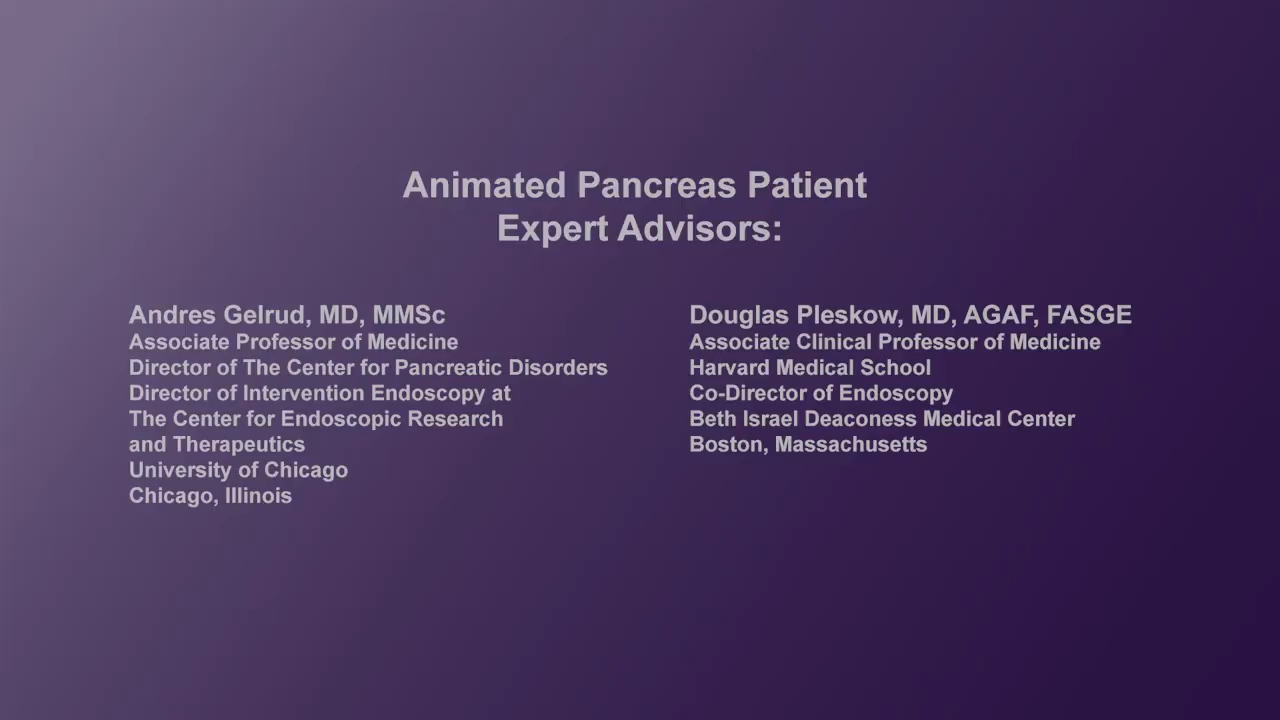 Animated Pancreas Patient
Expert Advisors:
Andres Gelrud, MD, MMSc
Associate Professor of Medicine
Director of The Center for Pancreatic Disorders
Director of Intervention Endoscopy at
The Center for Endoscopic Research
and Therapeutics
University of Chicago
Chicago, Illinois
Douglas Pleskow, MD, AGAF, FASGE
Associate Clinical Professor of Medicine
Harvard Medical School
Co-Director of Endoscopy
Beth Israel Deaconess Medical Center
Boston, Massachusetts